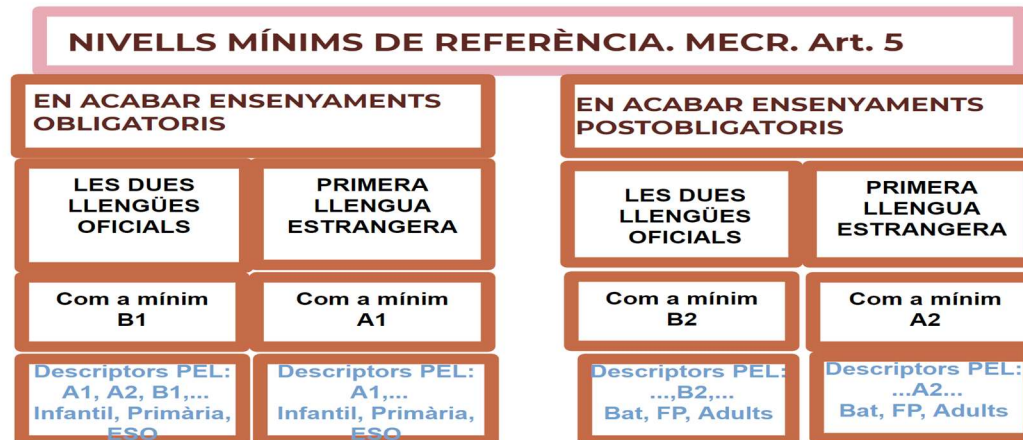 NIVELLS MÍNIMS DE REFERÈNCIA. MECR. Art. 5
EN ACABAR ENSENYAMENTS
OBLIGATORIS
LES DUES
LLENGÜES
OFICIALS
PRIMERA
LLENGUA
ESTRANGERA
Com a mínim
B1
Com a mínim
A1
Descriptors PEL:
A1, A2, B1,...
Infantil, Primària,
ESO
Descriptors PEL:
A1,...
Infantil, Primària,
ESO
EN ACABAR ENSENYAMENTS
POSTOBLIGATORIS
LES DUES
LLENGÜES
OFICIALS
PRIMERA
LLENGUA
ESTRANGERA
Com a mínim
B2
Com a mínim
A2
Descriptors PEL:
...,B2,...
Bat, FP, Adults
Descriptors PEL:
...A2...
Bat, FP, Adults